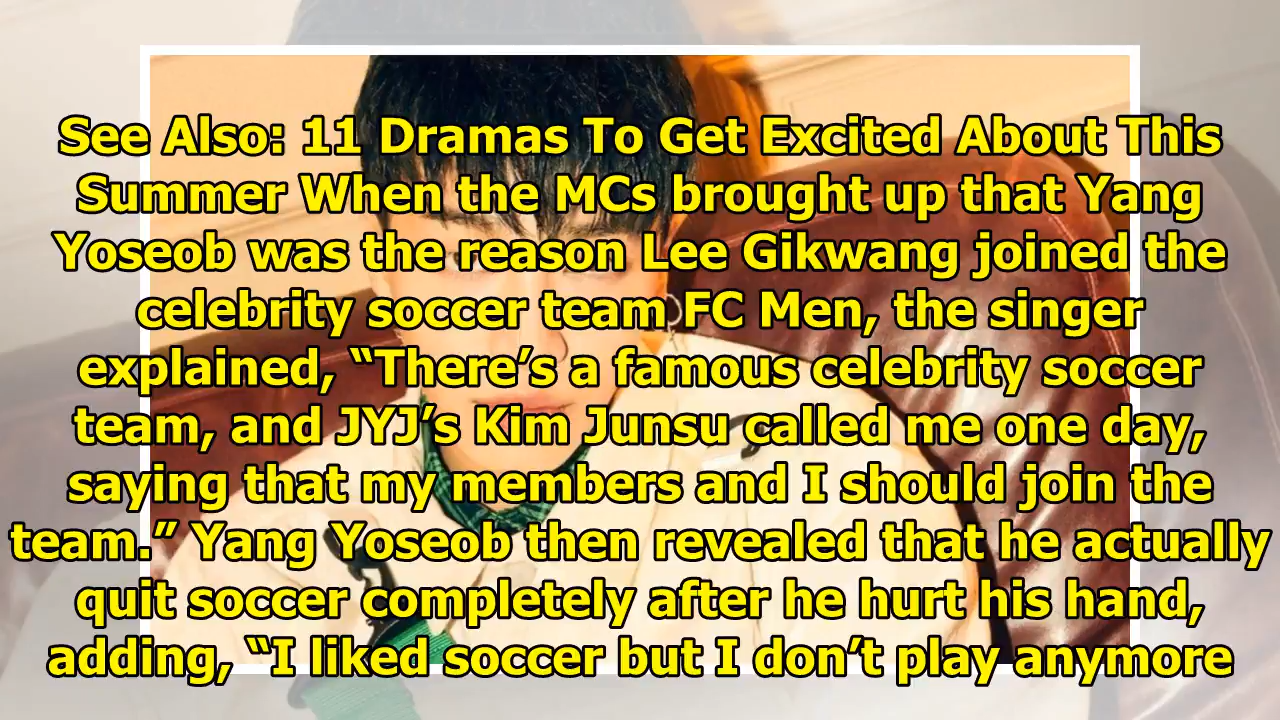 See Also: 11 Dramas To Get Excited About This
Summer When the MCs brought up that Yang
Yoseob was the reason Lee Gikwang joined the
celebrity soccer team FC Men, the singer
explained, “There’s a famous celebrity soccer
team, and JYJ’s Kim Junsu called me one day,
saying that my members and I should join the
team.” Yang Yoseob then revealed that he actually
quit soccer completely after he hurt his hand,
adding, “I liked soccer but I don’t play anymore